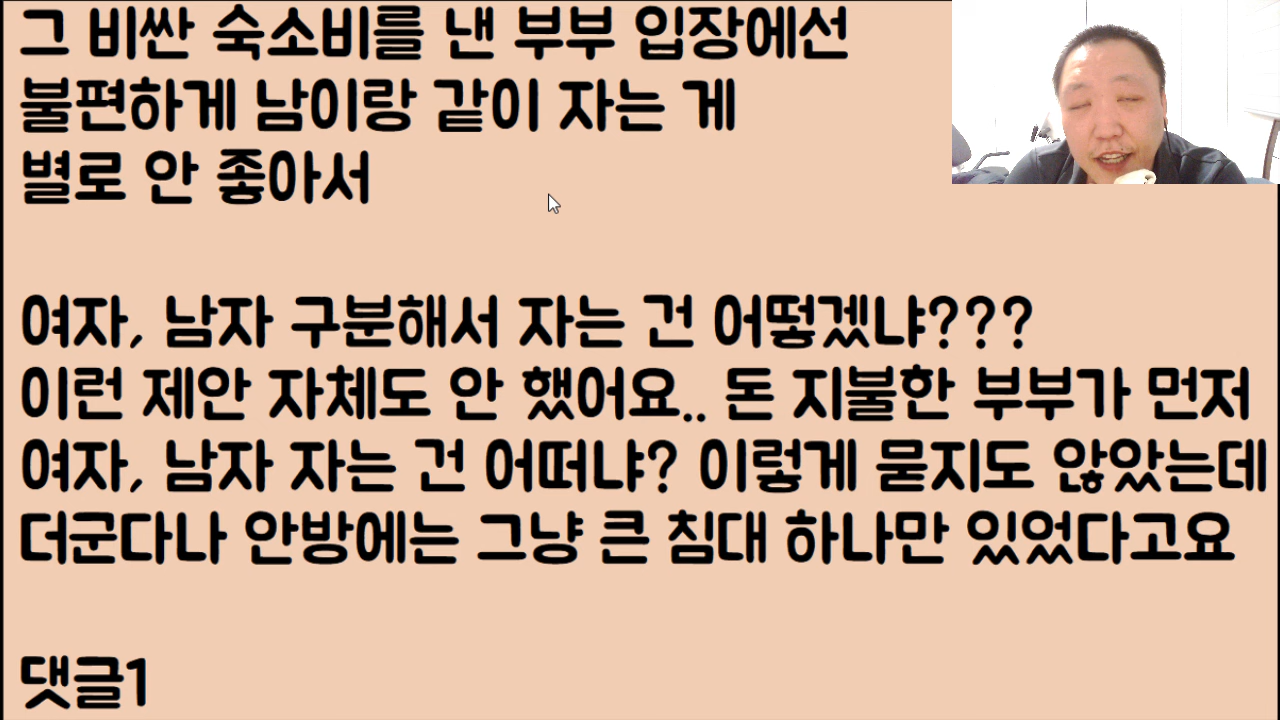 그 비싼 숙소비를 낸 부부 입장에선
불편하게 남이랑 같이 자는 게
별로 안 좋아서
여자, 남자 구분해서 자는 건 어떻겠냐???
이런 제안 자체도 안 했어요.. 돈 지불한 부부가 먼저
여자, 남자 자는 건 어떠냐? 이렇게 묻지도 않았는데
더군다나 안방에는 그냥 큰 침대 하나만 있었다고요
댓글1